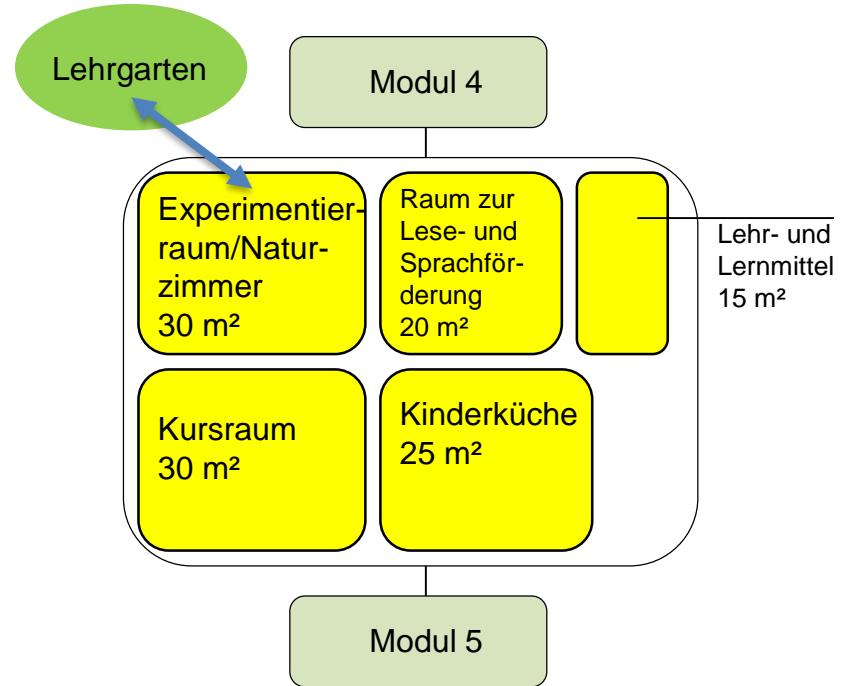 Lehrgarten
Modul 4
Experimentier-
raum/Natur-
zimmer
30 m²
Raum zur
Lese- und
Sprachför-
derung
20 m²
Lehr- und
Lernmittel
15 m²
Kursraum
30 m²
Kinderküche
25 m²
Modul 5